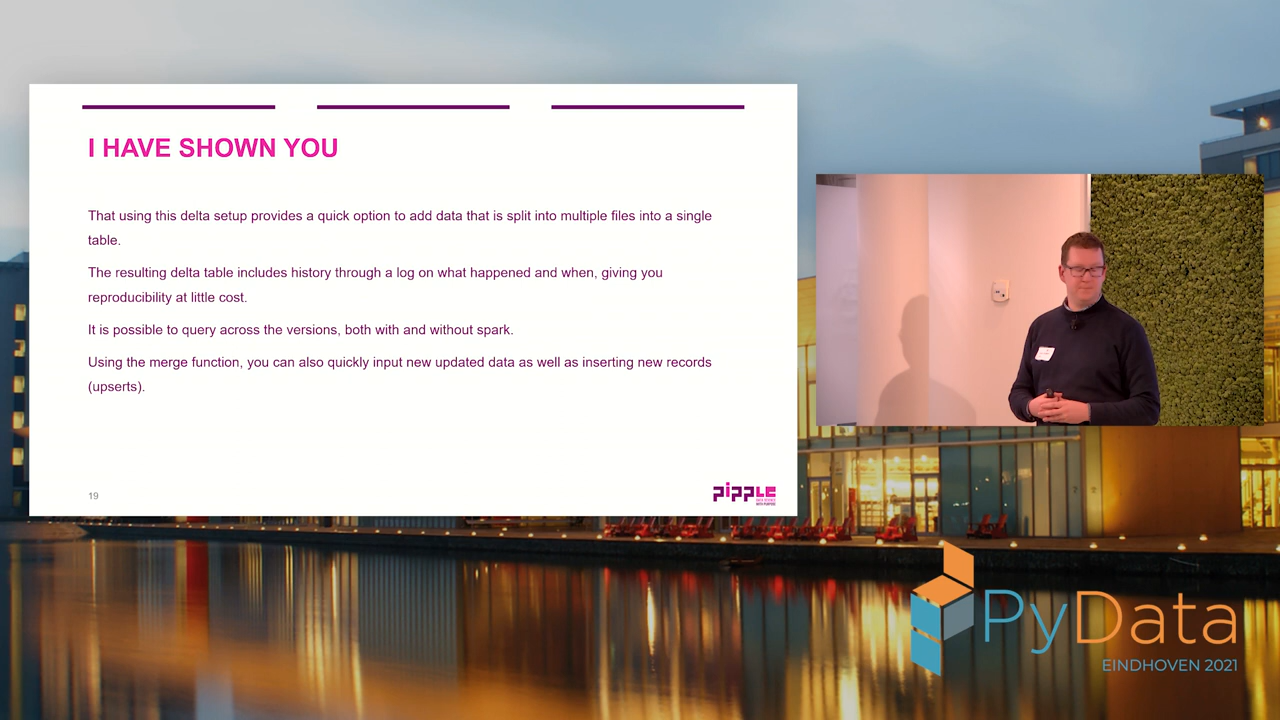 I HAVE SHOWN YOU
That using this delta setup provides a quick option to add data that is split into multiple files into a single
table.
The resulting delta table includes history through a log on what happened and when, giving you
reproducibility at little cost.
It is possible to query across the versions, both with and without spark.
Using the merge function, you can also quickly input new updated data as well as inserting new records
(upserts).
19
pipple
PyData
EINDHOVEN 2021